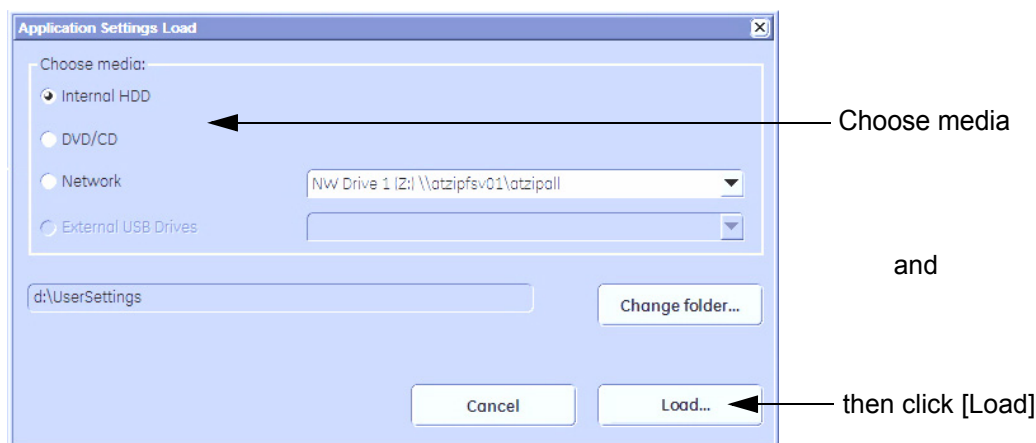 Application Settings Load
Choose media:
Internal HDD
Choose media
DVD/CD
Network
NW Drive 1 (Z:) \\atzipfsv01\atzipall
External USB Drives
and
d:\UserSettings
Change folder...
Cancel
Load...
then click [Load]